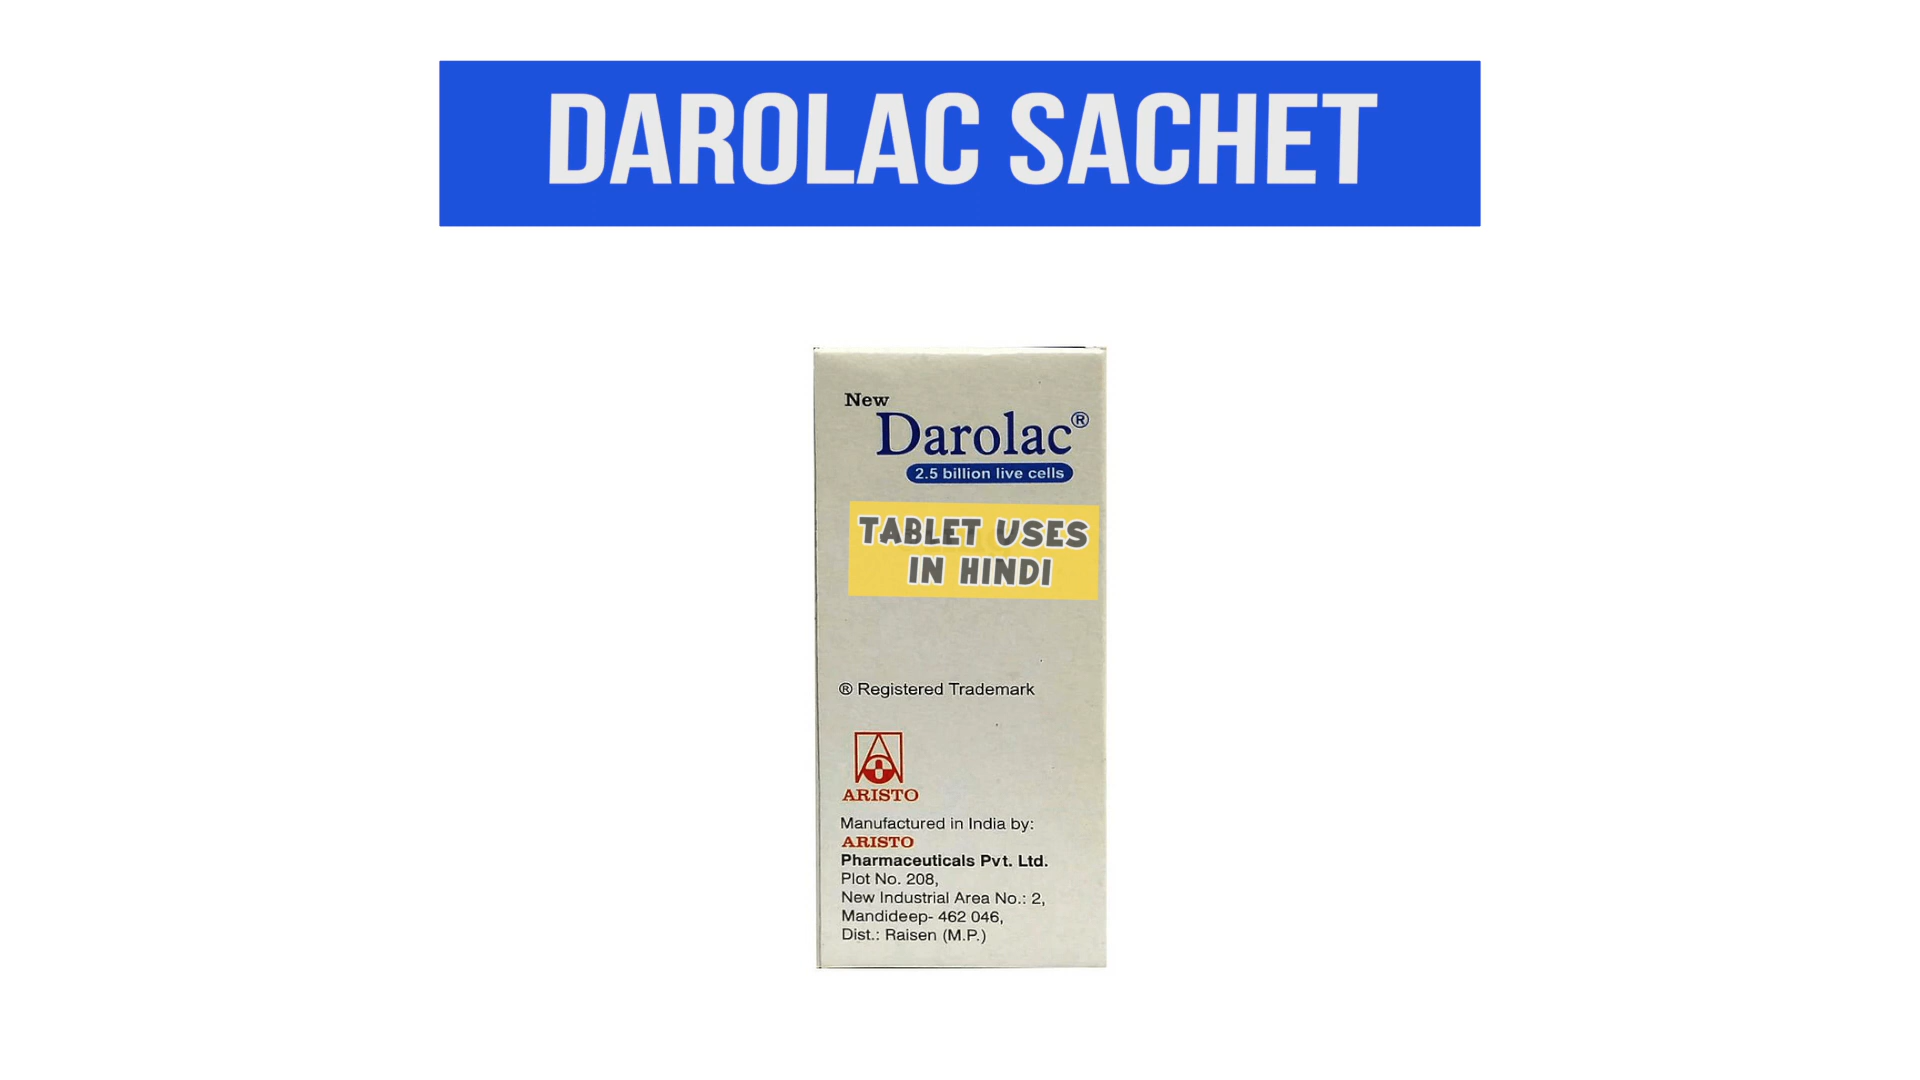 DAROLAC SACHET
New
Darolac®
2.5 billion live cells
TABLET USES
IN HINDI
® Registered Trademark
ARISTO
Manufactured in India by:
ARISTO
Pharmaceuticals Pvt. Ltd.
Plot No. 208,
New Industrial Area No.: 2,
Mandideep- 462 046,
Dist.: Raisen (M.P.)